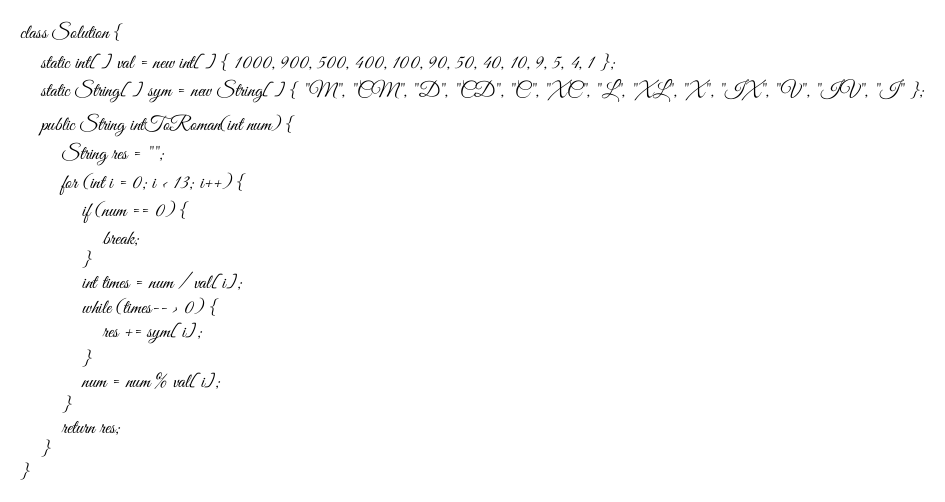 class Solution {
static int[ ] val = new int[ ] { 1000, 900, 500, 400, 100, 90, 50, 40, 10, 9, 5, 4, 1 };
static String[ ] sym = new String[ ] { "M", "CM", "D", "CD", "C", "XC", "L", "XL", "X", "IX", "V", "IV", "I" };
public String intToRoman(int num) {
String res = "";
for (int i = 0; i < 13; i++) {
if (num == 0) {
break;
}
int times = num / val[ i];
while (times-- > 0) {
res += sym[ i];
}
num = num % val[ i];
}
return res;
}
}